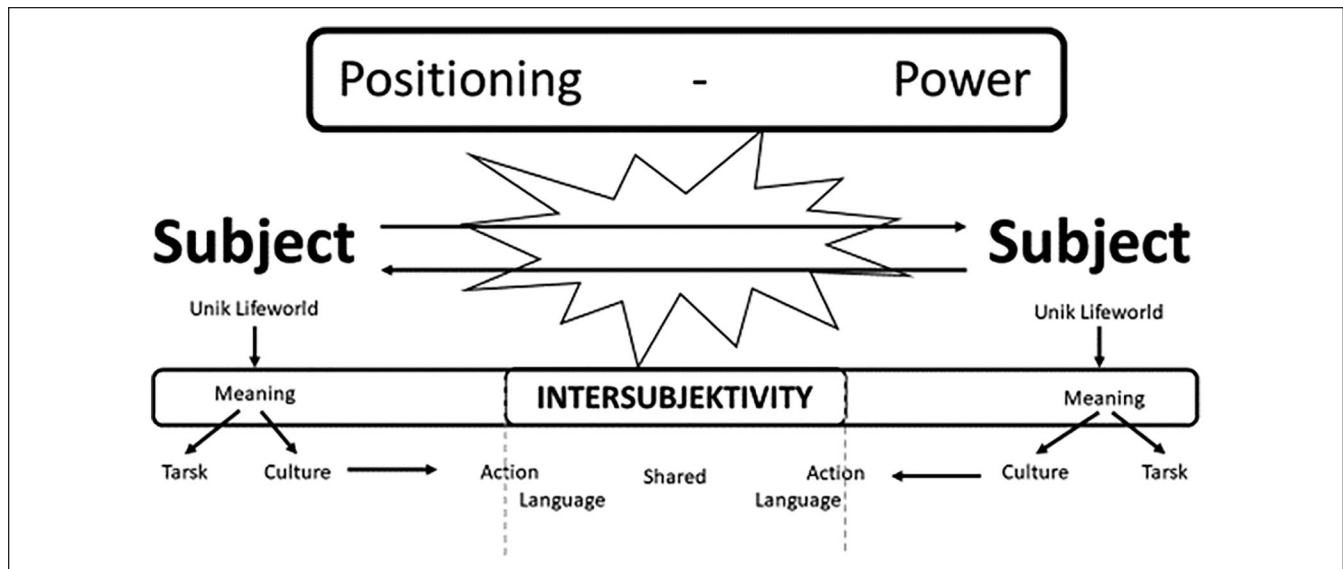 Positioning - Power
Subject Subject
Unik Lifeworld Unik Lifeworld
Meaning INTERSUBJEKTIVITY Meaning
Tarsk Culture Action Shared Action Culture Tarsk
Language Language